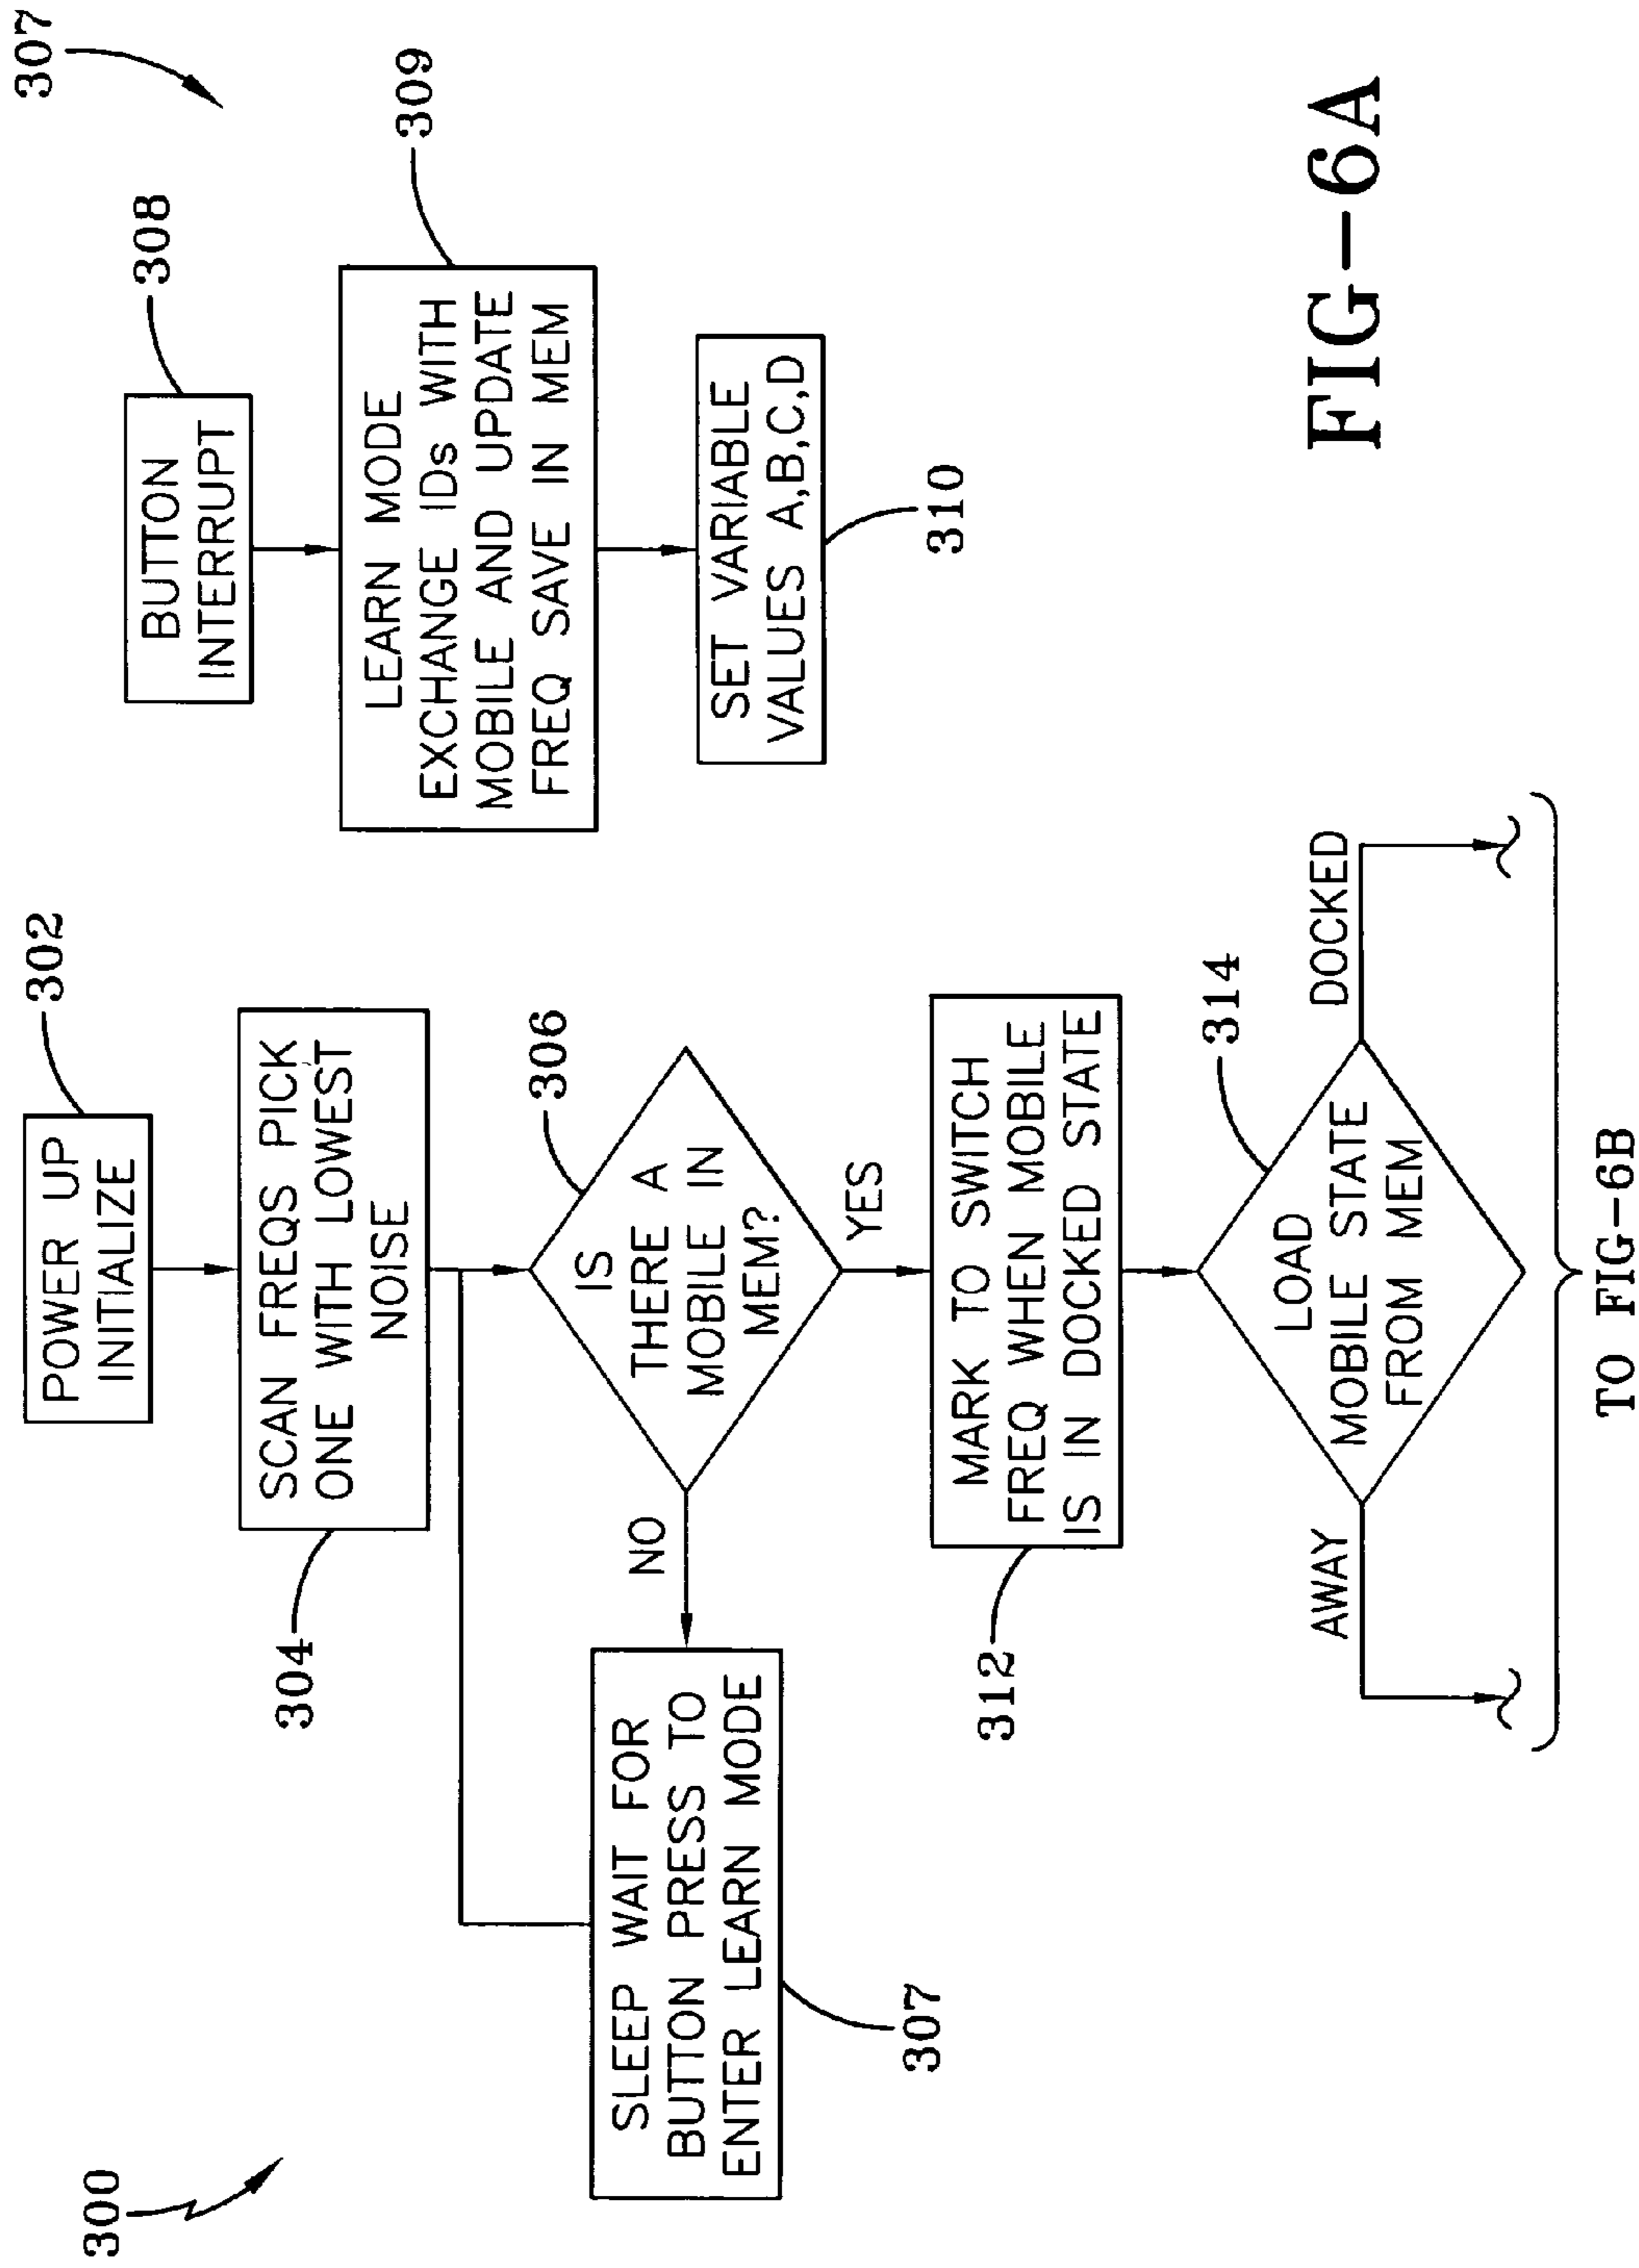 300
302
POWER UP
INITIALIZE
304
SCAN FREQS PICK
ONE WITH LOWEST
NOISE
306
IS
THERE A
MOBILE IN
MEM?
NO
YES
SLEEP WAIT FOR
BUTTON PRESS TO
ENTER LEARN MODE
307
312
MARK TO SWITCH
FREQ WHEN MOBILE
IS IN DOCKED STATE
314
LOAD
MOBILE STATE
FROM MEM
AWAY
DOCKED
TO FIG-6B
307
308
BUTTON
INTERRUPT
309
LEARN MODE
EXCHANGE IDs WITH
MOBILE AND UPDATE
FREQ SAVE IN MEM
SET VARIABLE
VALUES A,B,C,D
310
FIG-6A